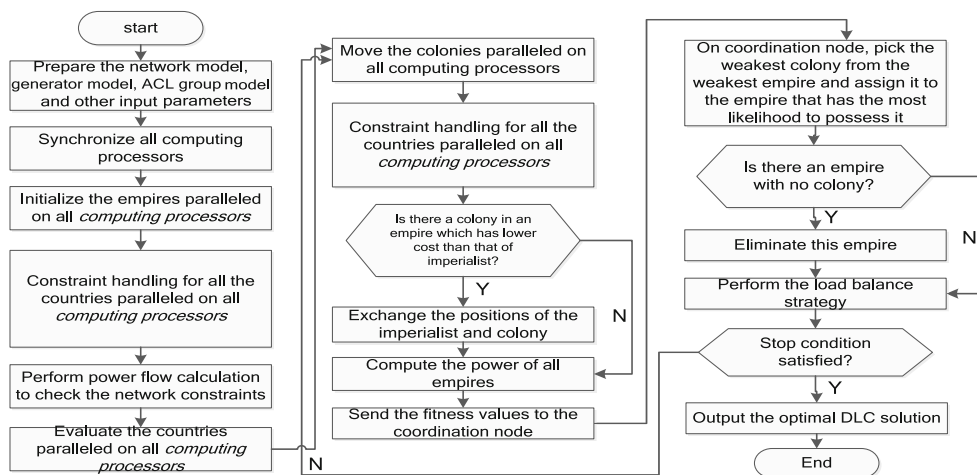 start
Prepare the network model,
generator model, ACL group model
and other input parameters
Synchronize all computing
processors
Initialize the empires paralleled
on all computing processors
Constraint handling for all the
countries paralleled on all
computing processors
Perform power flow calculation
to check the network constraints
Evaluate the countries
paralleled on all computing
processors
Move the colonies paralleled on
all computing processors
Constraint handling for all the
countries paralleled on all
computing processors
Is there a colony in an
empire which has lower
cost than that of
imperialist?
Y
N
Exchange the positions of the
imperialist and colony
Compute the power of all
empires
Send the fitness values to the
coordination node
N
On coordination node, pick the
weakest colony from the
weakest empire and assign it to
the empire that has the most
likelihood to possess it
Is there an empire
with no colony?
Y
N
Eliminate this empire
Perform the load balance
strategy
Stop condition
satisfied?
Y
Output the optimal DLC solution
End